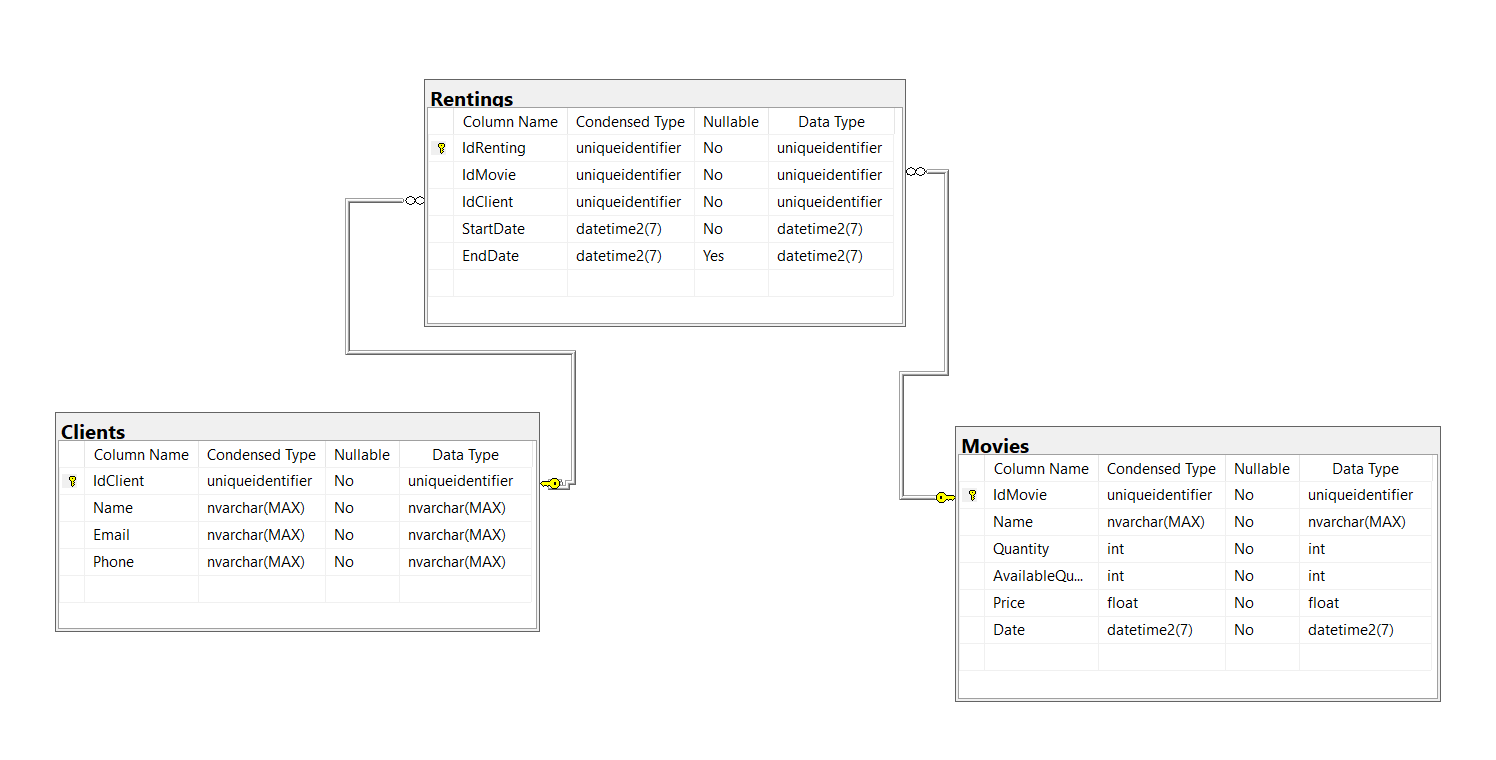 Rentings
Column Name Condensed Type Nullable Data Type
IdRenting uniqueidentifier No uniqueidentifier
IdMovie uniqueidentifier No uniqueidentifier
IdClient uniqueidentifier No uniqueidentifier
StartDate datetime2(7) No datetime2(7)
EndDate datetime2(7) Yes datetime2(7)
Clients
Column Name Condensed Type Nullable Data Type
IdClient uniqueidentifier No uniqueidentifier
Name nvarchar(MAX) No nvarchar(MAX)
Email nvarchar(MAX) No nvarchar(MAX)
Phone nvarchar(MAX) No nvarchar(MAX)
Movies
Column Name Condensed Type Nullable Data Type
IdMovie uniqueidentifier No uniqueidentifier
Name nvarchar(MAX) No nvarchar(MAX)
Quantity int No int
AvailableQu... int No int
Price float No float
Date datetime2(7) No datetime2(7)